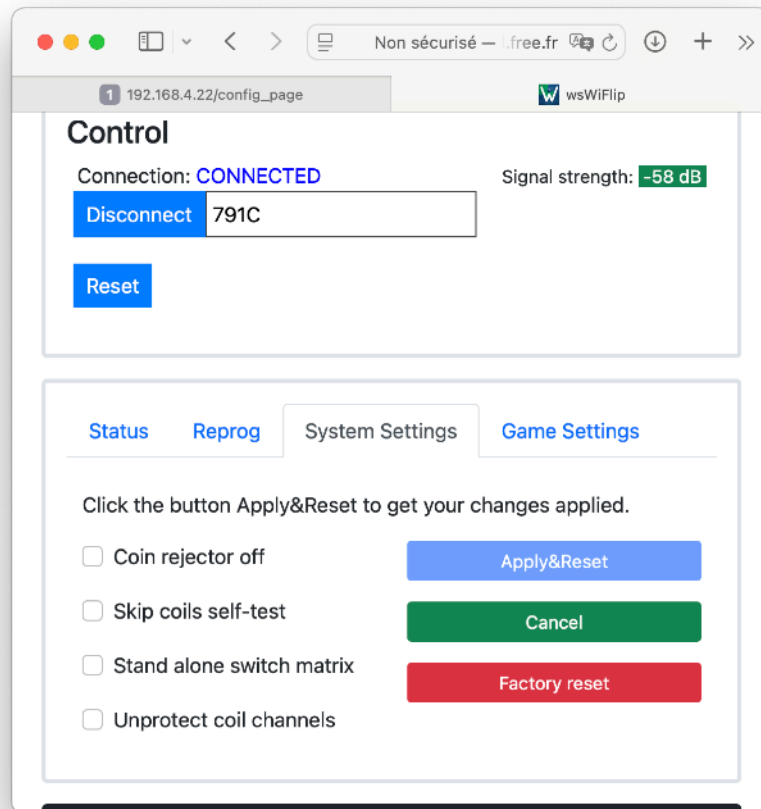 Non sécurisé — .free.fr
1 192.168.4.22/config_page
W wsWiFlip
Control
Connection: CONNECTED
Signal strength: -58 dB
Disconnect 791C
Reset
Status Reprog System Settings Game Settings
Click the button Apply&Reset to get your changes applied.
Coin rejector off
Apply&Reset
Skip coils self-test
Cancel
Stand alone switch matrix
Factory reset
Unprotect coil channels